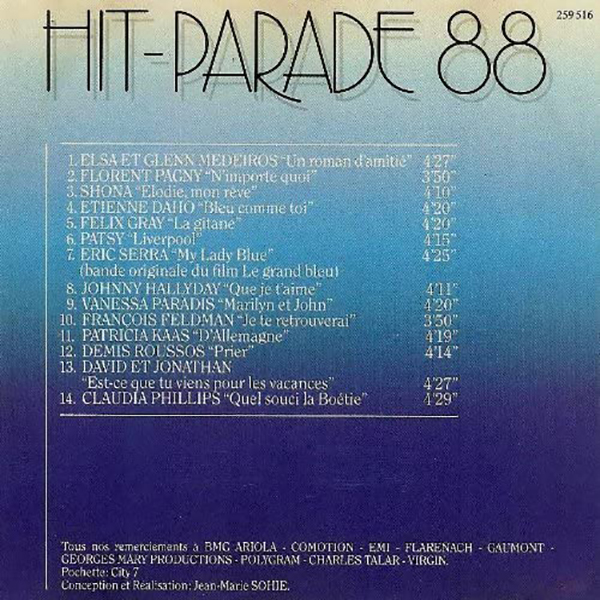 HIT-PARADE 88
259 516
1. ELSA ET GLENN MEDEIROS "Un roman d'amitié" 4'27"
2. FLORENT PAGNY "N'importe quoi" 3'50"
3. SHONA "Elodie, mon rêve" 4'10"
4. ETIENNE DAHO "Bleu comme toi" 4'20"
5. FELIX GRAY "La gitane" 4'20"
6. PATSY "Liverpool" 4'15"
7. ERIC SERRA "My Lady Blue" 4'25"
(bande originale du film Le grand bleu)
8. JOHNNY HALLYDAY "Que je t'aime" 4'11"
9. VANESSA PARADIS "Marilyn et John" 4'20"
10. FRANÇOIS FELDMAN "Je te retrouverai" 3'50"
11. PATRICIA KAAS "D'Allemagne" 4'19"
12. DEMIS ROUSSOS "Prier" 4'14"
13. DAVID ET JONATHAN
"Est-ce que tu viens pour les vacances" 4'27"
14. CLAUDIA PHILLIPS "Quel souci la Boétie" 4'29"
Tous nos remerciements à BMG ARIOLA - COMOTION - EMI - FLARENACH - GAUMONT -
GEORGES MARY PRODUCTIONS - POLYGRAM - CHARLES TALAR - VIRGIN.
Pochette: City 7
Conception et Réalisation: Jean-Marie SOHIE.